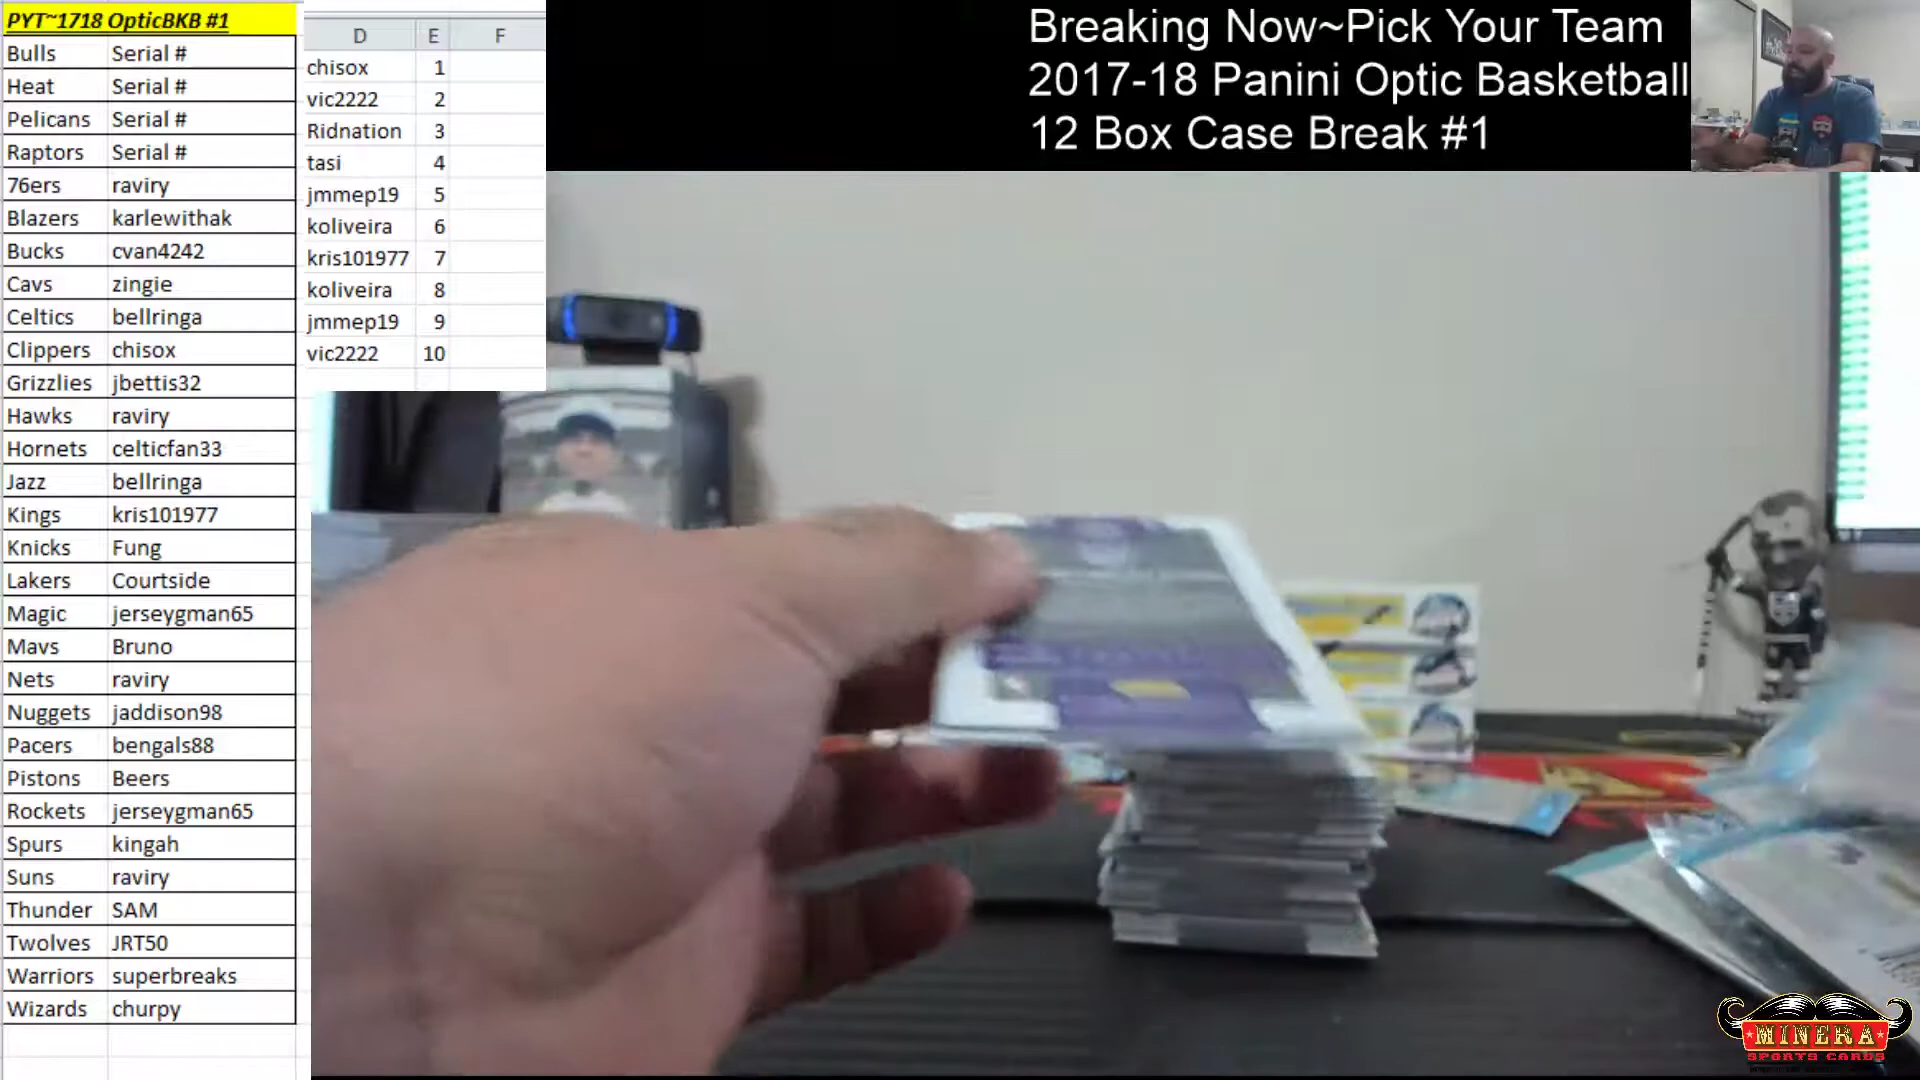 PYT~1718 OpticBKB #1
Bulls Serial #
Heat Serial #
Pelicans Serial #
Raptors Serial #
76ers raviry
Blazers karlewithak
Bucks cvan4242
Cavs zingie
Celtics bellringa
Clippers chisox
Grizzlies jbettis32
Hawks raviry
Hornets celticfan33
Jazz bellringa
Kings kris101977
Knicks Fung
Lakers Courtside
Magic jerseygman65
Mavs Bruno
Nets raviry
Nuggets jaddison98
Pacers bengals88
Pistons Beers
Rockets jerseygman65
Spurs kingah
Suns raviry
Thunder SAM
Twolves JRT50
Warriors superbreaks
Wizards churpy
D E F
chisox 1
vic2222 2
Ridnation 3
tasi 4
jmmep19 5
koliveira 6
kris101977 7
koliveira 8
jmmep19 9
vic2222 10
Breaking Now~Pick Your Team
2017-18 Panini Optic Basketball
12 Box Case Break #1
MINERA
SPORTS CARDS